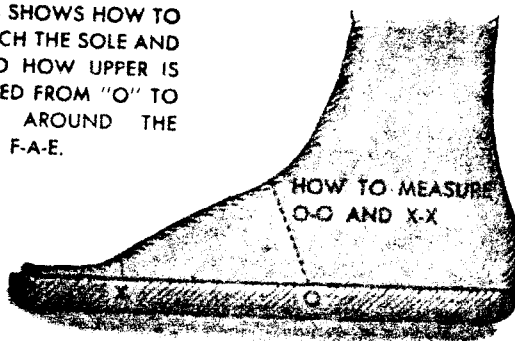 SHOWS HOW TO
CH THE SOLE AND
HOW UPPER IS
ED FROM "O" TO
AROUND THE
F-A-E.
HOW TO MEASURE
O-O AND X-X
X O